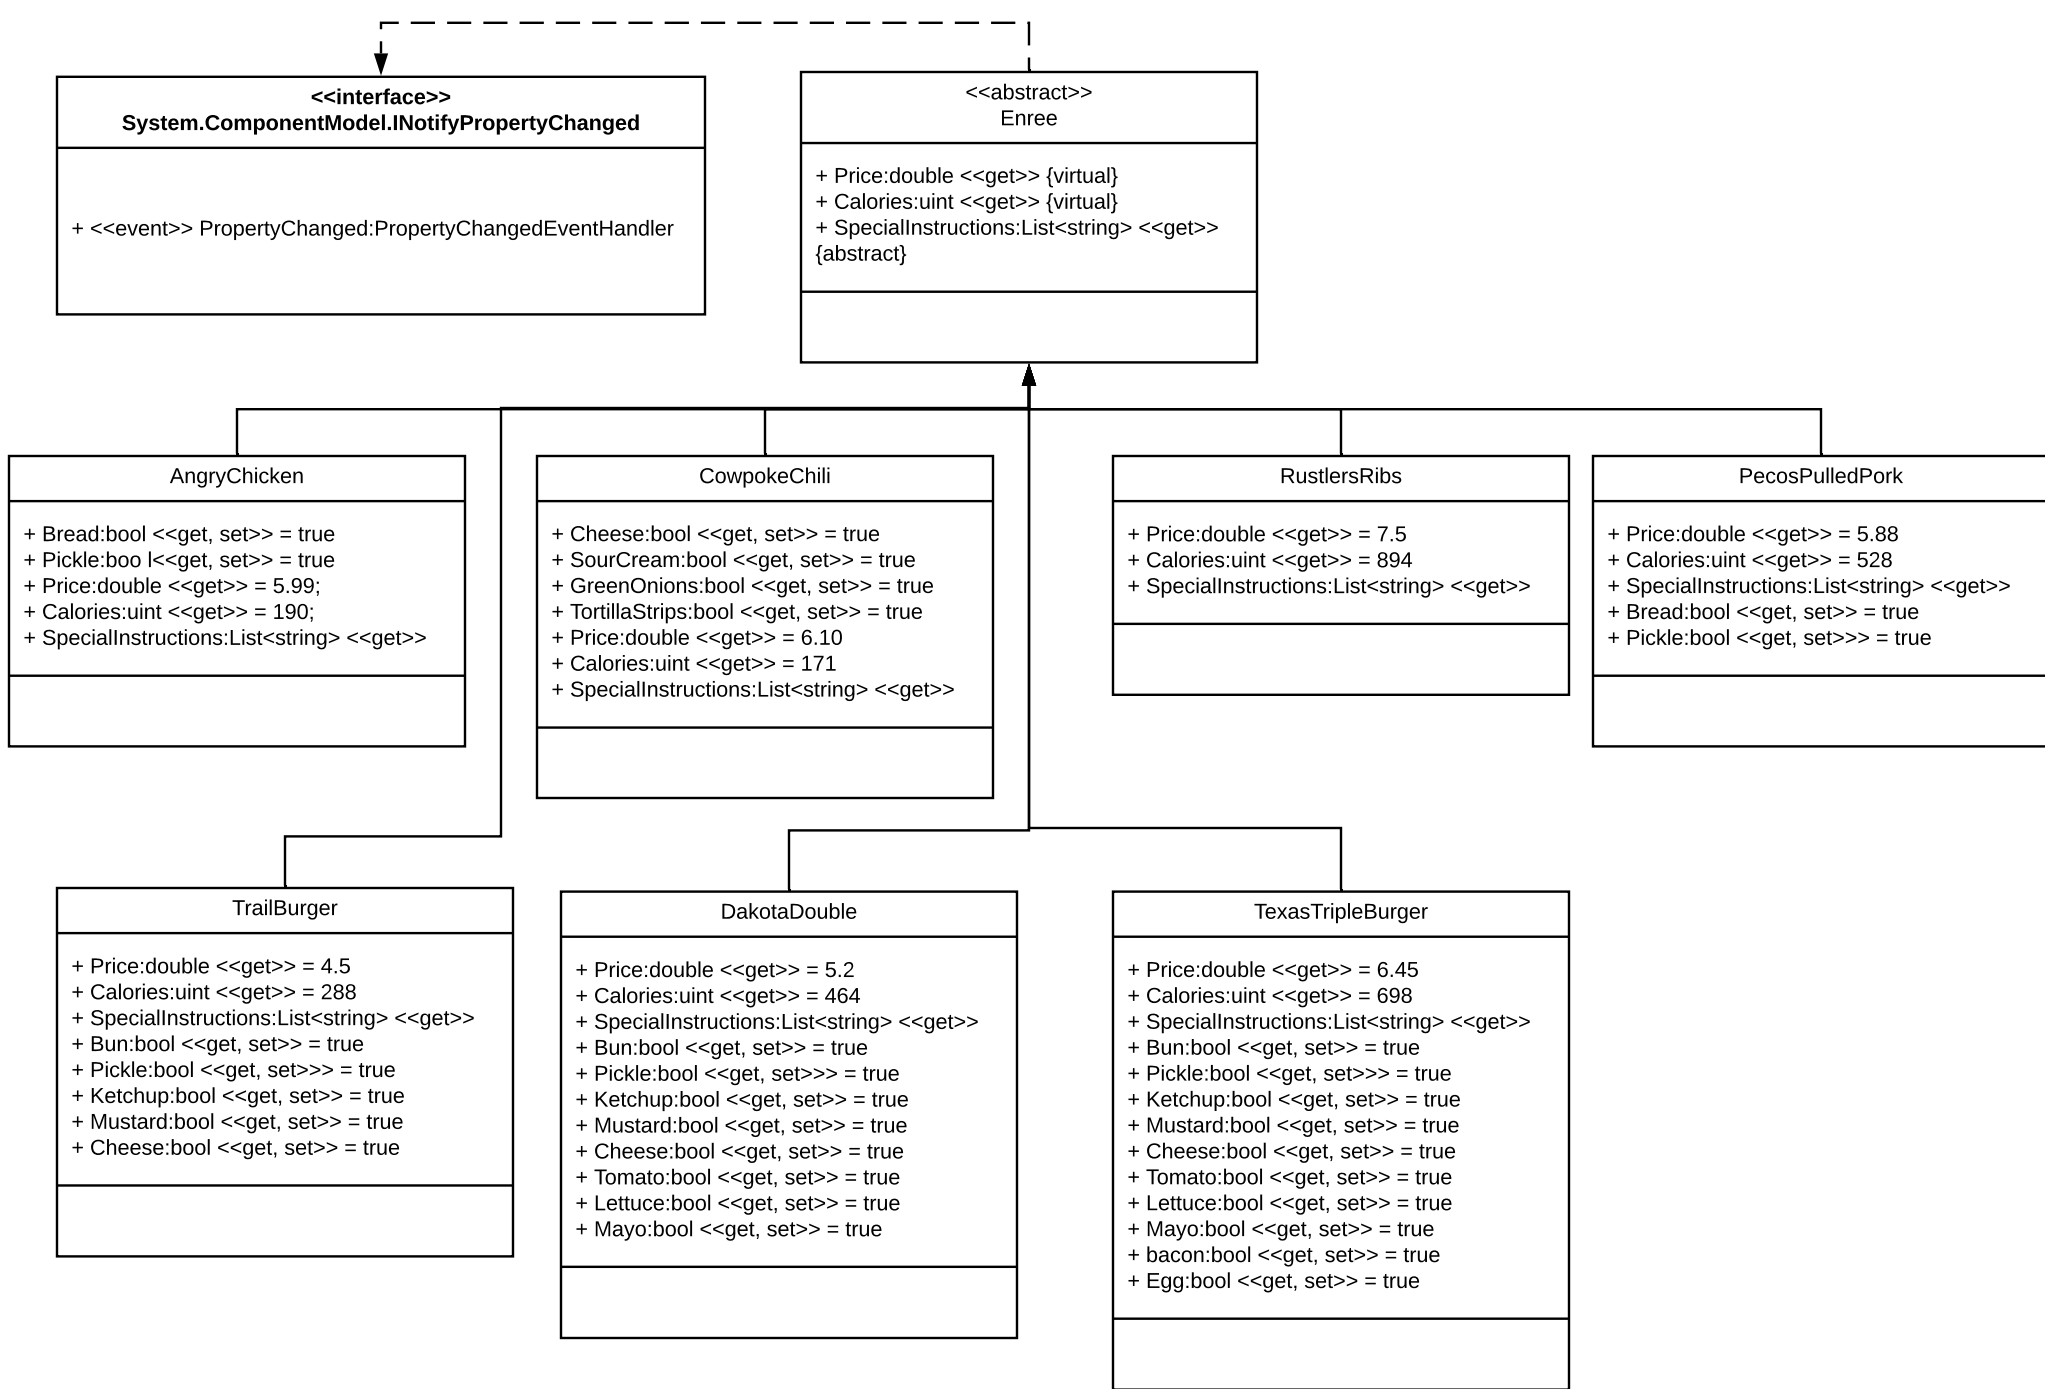 <<interface>>
System.ComponentModel.INotifyPropertyChanged
+ <<event>> PropertyChanged:PropertyChangedEventHandler
<<abstract>>
Enree
+ Price:double <<get>> {virtual}
+ Calories:uint <<get>> {virtual}
+ SpecialInstructions:List<string> <<get>>
{abstract}
AngryChicken
+ Bread:bool <<get, set>> = true
+ Pickle:boo l<<get, set>> = true
+ Price:double <<get>> = 5.99;
+ Calories:uint <<get>> = 190;
+ SpecialInstructions:List<string> <<get>>
CowpokeChili
+ Cheese:bool <<get, set>> = true
+ SourCream:bool <<get, set>> = true
+ GreenOnions:bool <<get, set>> = true
+ TortillaStrips:bool <<get, set>> = true
+ Price:double <<get>> = 6.10
+ Calories:uint <<get>> = 171
+ SpecialInstructions:List<string> <<get>>
RustlersRibs
+ Price:double <<get>> = 7.5
+ Calories:uint <<get>> = 894
+ SpecialInstructions:List<string> <<get>>
PecosPulledPork
+ Price:double <<get>> = 5.88
+ Calories:uint <<get>> = 528
+ SpecialInstructions:List<string> <<get>>
+ Bread:bool <<get, set>> = true
+ Pickle:bool <<get, set>>> = true
TrailBurger
+ Price:double <<get>> = 4.5
+ Calories:uint <<get>> = 288
+ SpecialInstructions:List<string> <<get>>
+ Bun:bool <<get, set>> = true
+ Pickle:bool <<get, set>>> = true
+ Ketchup:bool <<get, set>> = true
+ Mustard:bool <<get, set>> = true
+ Cheese:bool <<get, set>> = true
DakotaDouble
+ Price:double <<get>> = 5.2
+ Calories:uint <<get>> = 464
+ SpecialInstructions:List<string> <<get>>
+ Bun:bool <<get, set>> = true
+ Pickle:bool <<get, set>>> = true
+ Ketchup:bool <<get, set>> = true
+ Mustard:bool <<get, set>> = true
+ Cheese:bool <<get, set>> = true
+ Tomato:bool <<get, set>> = true
+ Lettuce:bool <<get, set>> = true
+ Mayo:bool <<get, set>> = true
TexasTripleBurger
+ Price:double <<get>> = 6.45
+ Calories:uint <<get>> = 698
+ SpecialInstructions:List<string> <<get>>
+ Bun:bool <<get, set>> = true
+ Pickle:bool <<get, set>>> = true
+ Ketchup:bool <<get, set>> = true
+ Mustard:bool <<get, set>> = true
+ Cheese:bool <<get, set>> = true
+ Tomato:bool <<get, set>> = true
+ Lettuce:bool <<get, set>> = true
+ Mayo:bool <<get, set>> = true
+ bacon:bool <<get, set>> = true
+ Egg:bool <<get, set>> = true